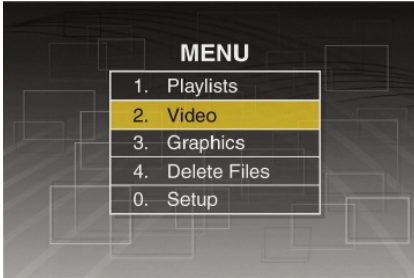 MENU
1. Playlists
2. Video
3. Graphics
4. Delete Files
0. Setup